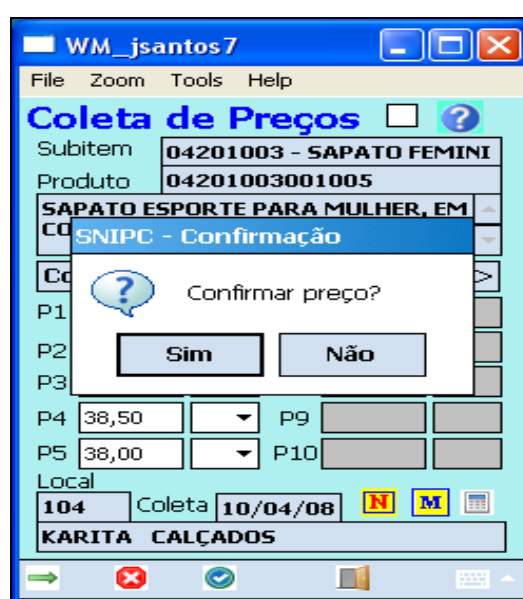 WM_jsantos7
File Zoom Tools Help
Coleta de Preços
Subitem 04201003 - SAPATO FEMINI
Produto 04201003001005
SAPATO ESPORTE PARA MULHER, EM
CO
SNIPC - Confirmação
Co >
Confirmar preço?
P1
Sim Não
P2
P3
P4 38,50 P9
P5 38,00 P10
Local
104 Coleta 10/04/08 N M
KARITA CALÇADOS